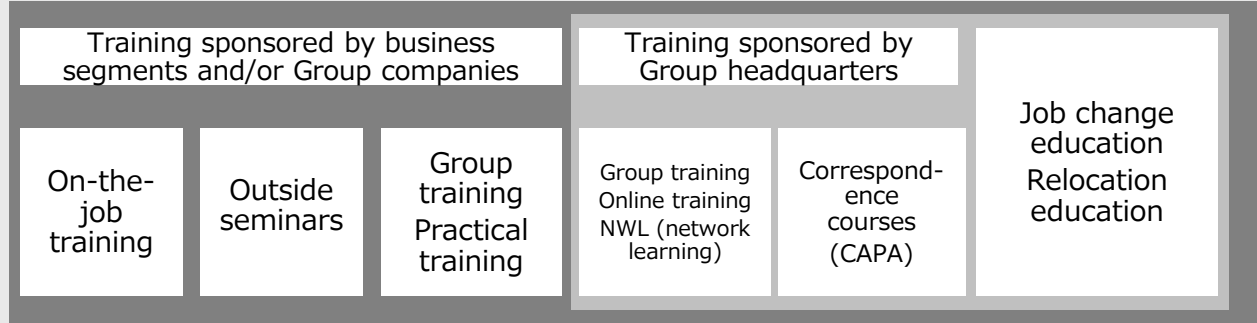 Training sponsored by business
segments and/or Group companies
Training sponsored by
Group headquarters
On-the-
job
training
Outside
seminars
Group
training
Practical
training
Group training
Online training
NWL (network
learning)
Correspond-
ence
courses
(CAPA)
Job change
education
Relocation
education